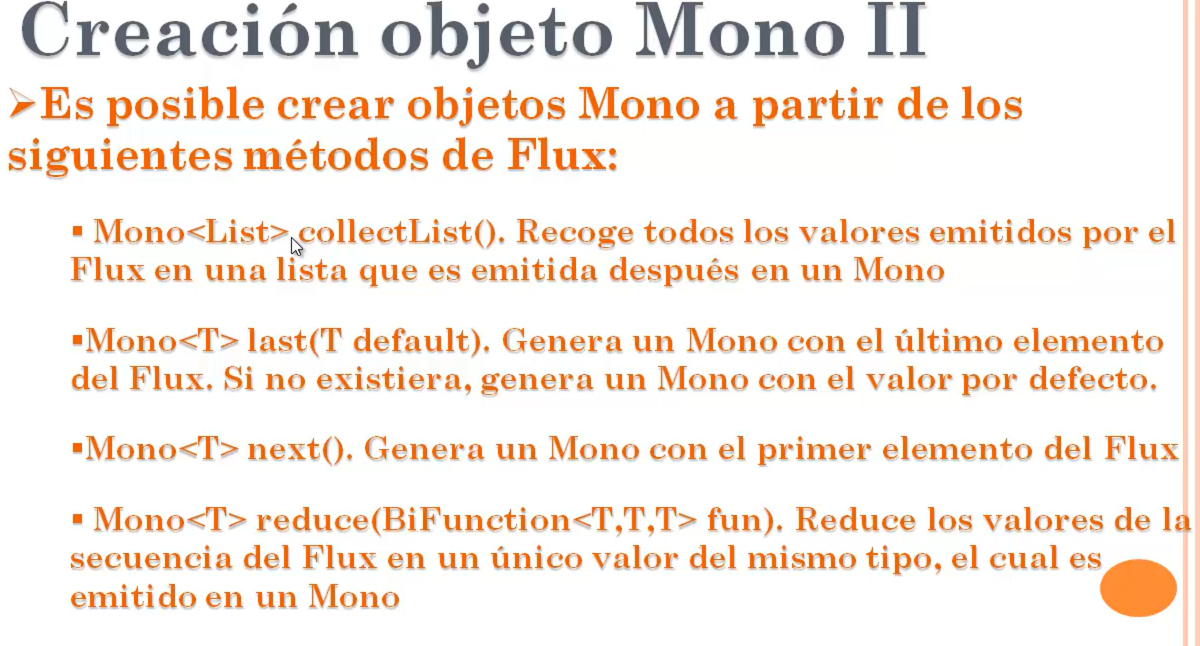 Creación objeto Mono II
➢Es posible crear objetos Mono a partir de los
siguientes métodos de Flux:
▪ Mono<List> collectList(). Recoge todos los valores emitidos por el
Flux en una lista que es emitida después en un Mono
▪Mono<T> last(T default). Genera un Mono con el último elemento
del Flux. Si no existiera, genera un Mono con el valor por defecto.
▪Mono<T> next(). Genera un Mono con el primer elemento del Flux
▪ Mono<T> reduce(BiFunction<T,T,T> fun). Reduce los valores de la
secuencia del Flux en un único valor del mismo tipo, el cual es
emitido en un Mono